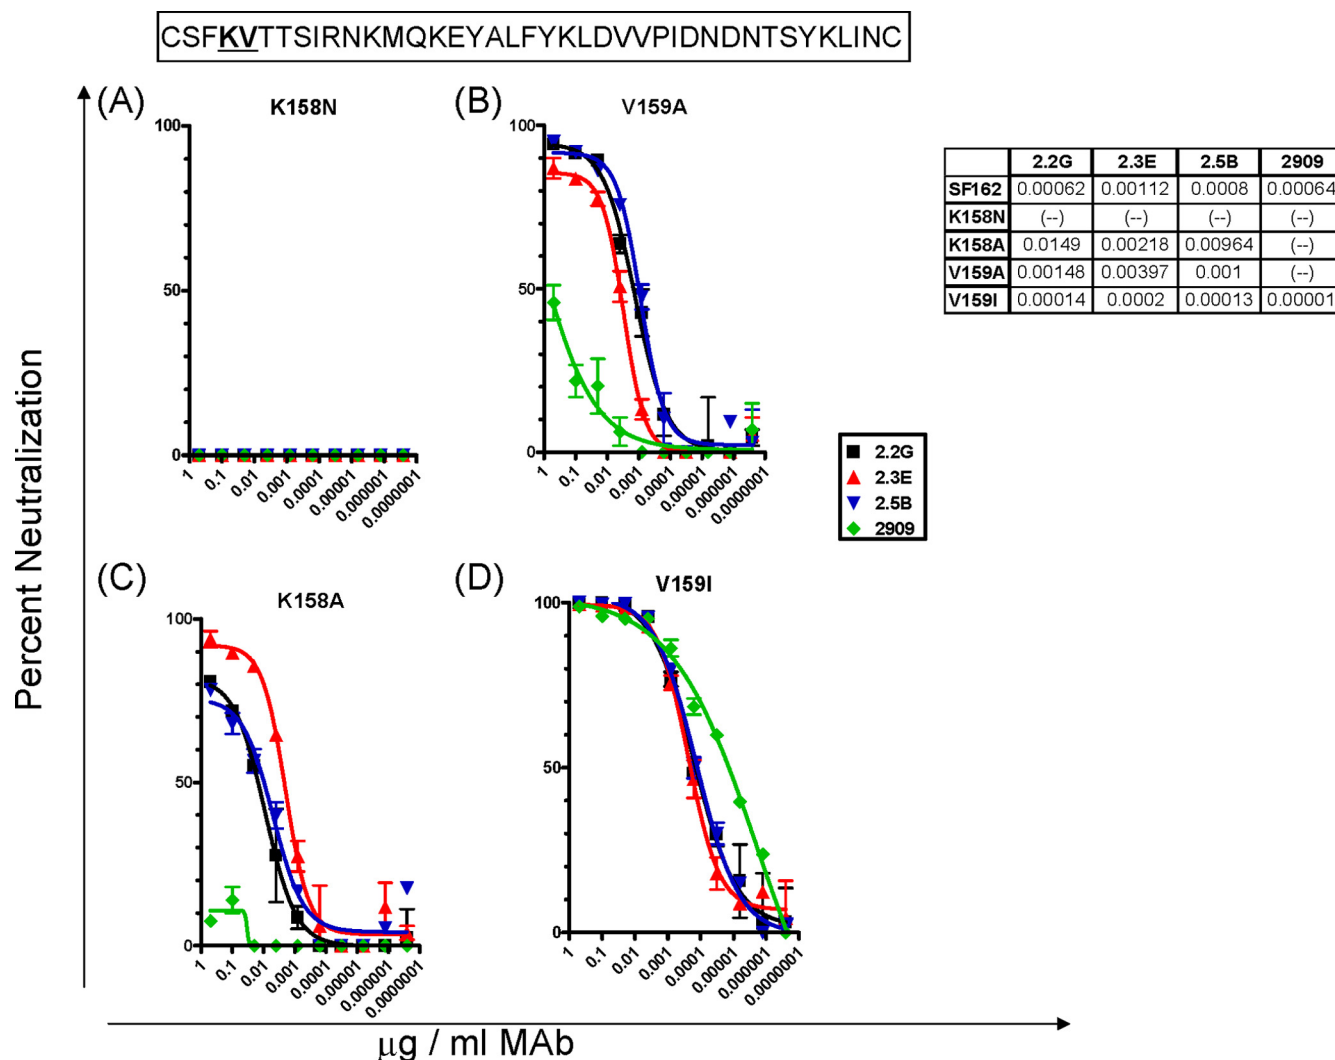 CSFKVTTSIRNKMQKEYALFYKLDVVPIDNDNTSYKLINC
Percent Neutralization
(A)
K158N
100
50
0
1 0.1 0.01 0.001 0.0001 0.00001 0.000001 0.0000001
(B)
V159A
100
50
0
1 0.1 0.01 0.001 0.0001 0.00001 0.000001 0.0000001
2.2G 2.3E 2.5B 2909
SF162 0.00062 0.00112 0.0008 0.00064
K158N (--) (--) (--) (--)
K158A 0.0149 0.00218 0.00964 (--)
V159A 0.00148 0.00397 0.001 (--)
V159I 0.00014 0.0002 0.00013 0.00001
2.2G
2.3E
2.5B
2909
(C)
K158A
100
50
0
1 0.1 0.01 0.001 0.0001 0.00001 0.000001 0.0000001
(D)
V159I
100
50
0
1 0.1 0.01 0.001 0.0001 0.00001 0.000001 0.0000001
μg / ml MAb